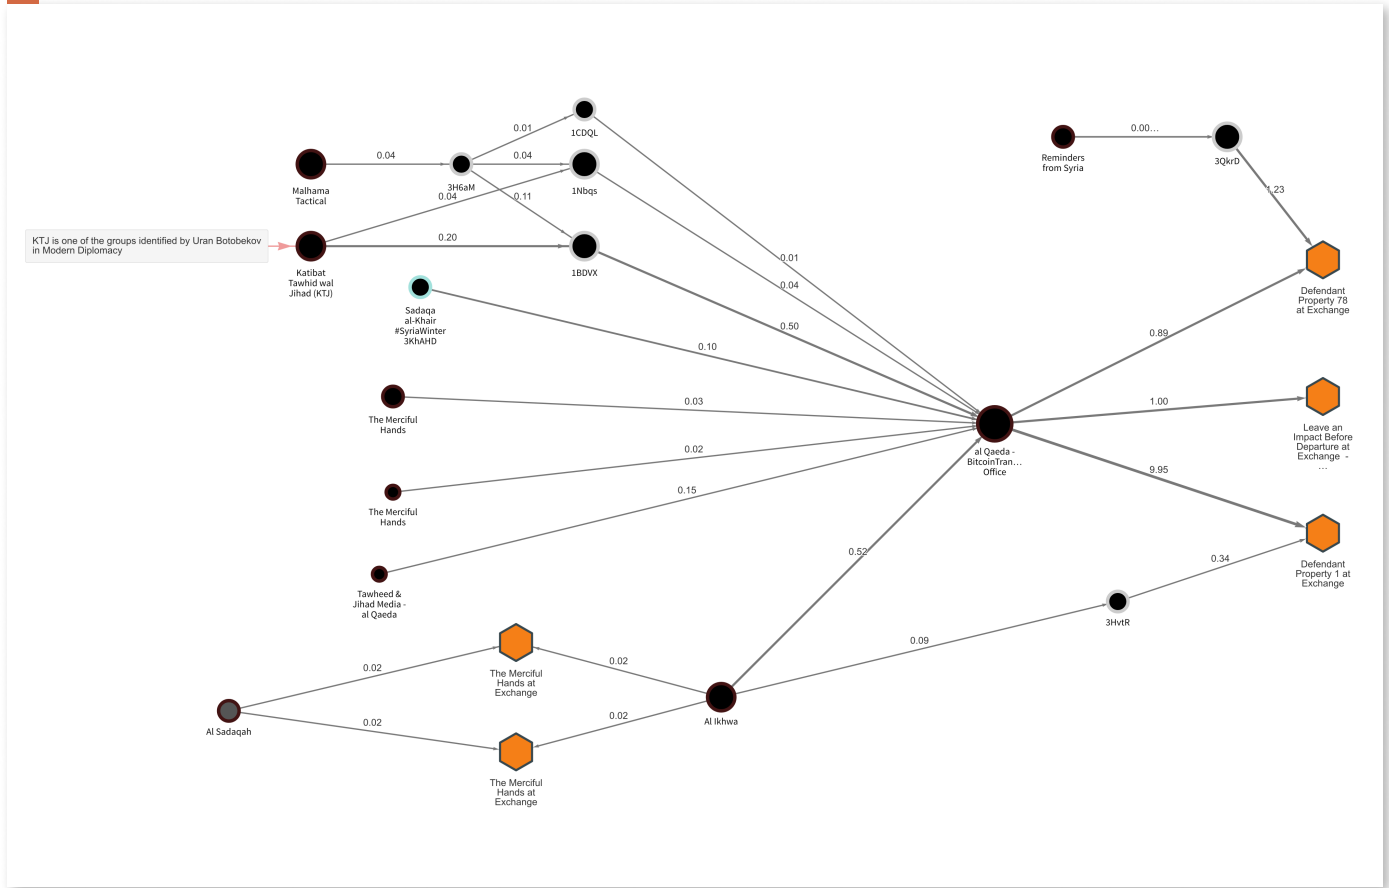 0.01
1CDQL
0.00...
Reminders
from Syria
3QkrD
0.04
0.04
Malhama
Tactical
3H6aM
1Nbqs
0.04
0.11
1.23
KTJ is one of the groups identified by Uran Botobekov
in Modern Diplomacy
0.20
Katibat
Tawhid wal
Jihad (KTJ)
1BDVX
0.01
0.04
0.50
Defendant
Property 78
at Exchange
Sadaqa
al-Khair
#SyriaWinter
3KhAHD
0.10
0.89
The Merciful
Hands
0.03
1.00
Leave an
Impact Before
Departure at
Exchange -
...
al Qaeda -
BitcoinTran...
Office
0.02
9.95
The Merciful
Hands
0.15
0.52
0.34
Defendant
Property 1 at
Exchange
Tawheed &
Jihad Media -
al Qaeda
3HvtR
0.09
0.02
0.02
The Merciful
Hands at
Exchange
Al Sadaqah
0.02
0.02
Al Ikhwa
The Merciful
Hands at
Exchange